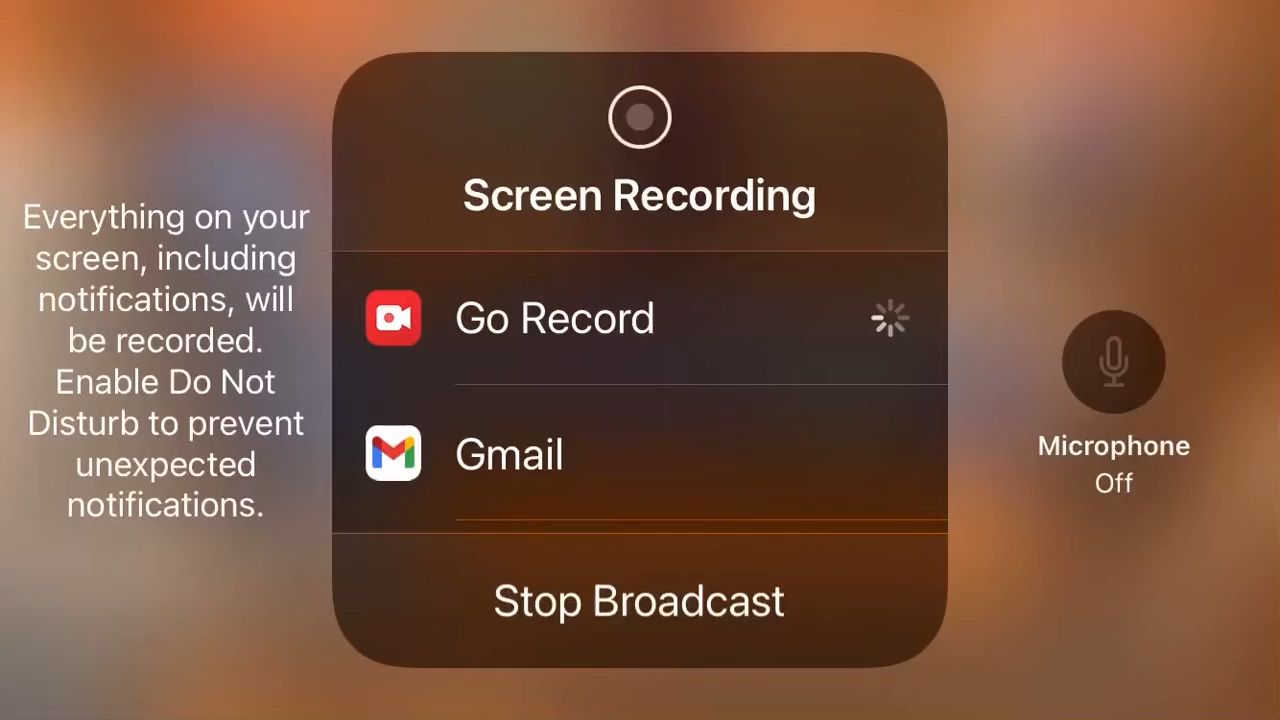 Everything on your
screen, including
notifications, will
be recorded.
Enable Do Not
Disturb to prevent
unexpected
notifications.
Screen Recording
Go Record
Gmail
Stop Broadcast
Microphone
Off